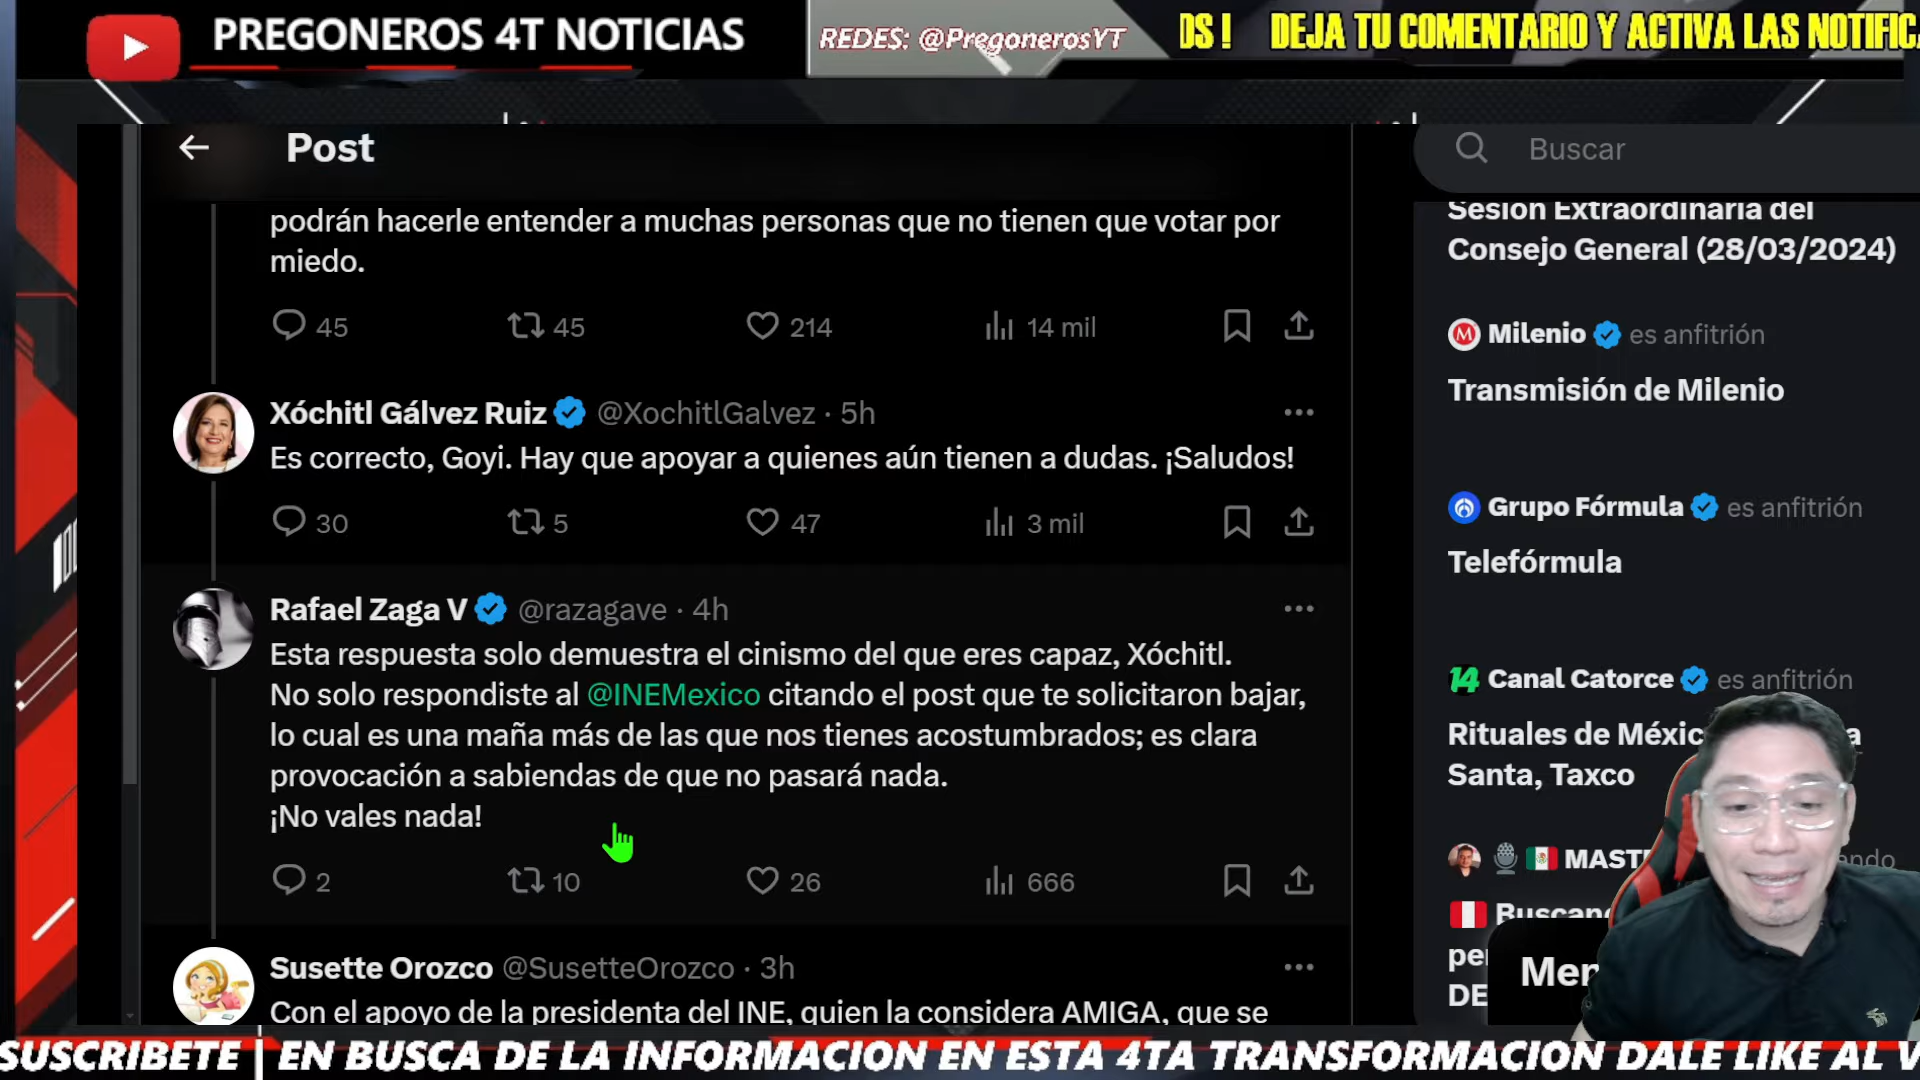 PREGONEROS 4T NOTICIAS
REDES: @PregonerosYT
DS ! DEJA TU COMENTARIO Y ACTIVA LAS NOTIFIC
Post
Buscar
podrán hacerle entender a muchas personas que no tienen que votar por
miedo.
45 45 214 14 mil
Xóchitl Gálvez Ruiz @XochitlGalvez · 5h
Es correcto, Goyi. Hay que apoyar a quienes aún tienen a dudas. ¡Saludos!
30 5 47 3 mil
Rafael Zaga V @razagave · 4h
Esta respuesta solo demuestra el cinismo del que eres capaz, Xóchitl.
No solo respondiste al @INEMexico citando el post que te solicitaron bajar,
lo cual es una maña más de las que nos tienes acostumbrados; es clara
provocación a sabiendas de que no pasará nada.
¡No vales nada!
2 10 26 666
Susette Orozco @SusetteOrozco · 3h
Con el apoyo de la presidenta del INE, quien la considera AMIGA, que se
Sesión Extraordinaria del
Consejo General (28/03/2024)
Milenio es anfitrión
Transmisión de Milenio
Grupo Fórmula es anfitrión
Telefórmula
14 Canal Catorce es anfitrión
Rituales de Méxic a
Santa, Taxco
MAST ando
Buscand
pe
DE
Men
SUSCRIBETE | EN BUSCA DE LA INFORMACION EN ESTA 4TA TRANSFORMACION DALE LIKE AL V